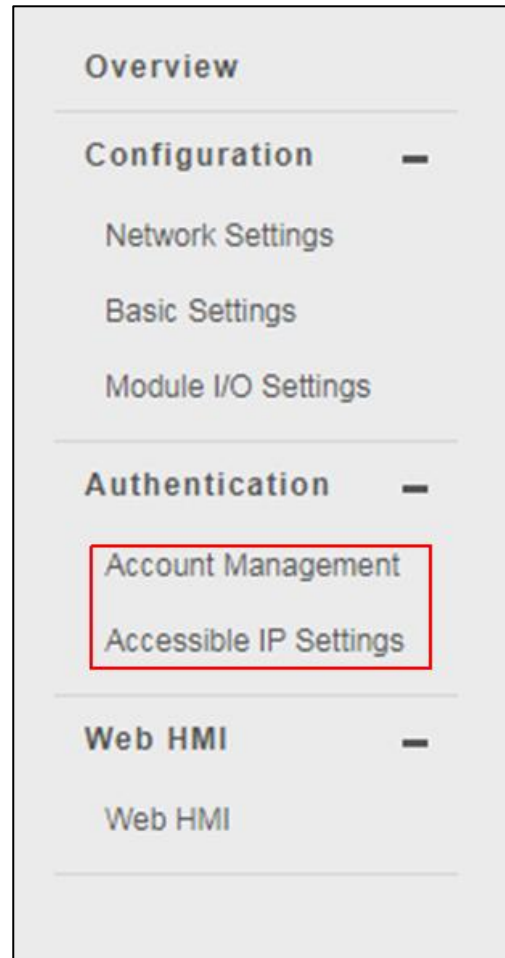 Overview
Configuration
Network Settings
Basic Settings
Module I/O Settings
Authentication
Account Management
Accessible IP Settings
Web HMI
Web HMI